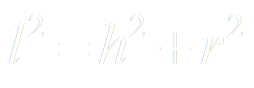 l² = h² + r²